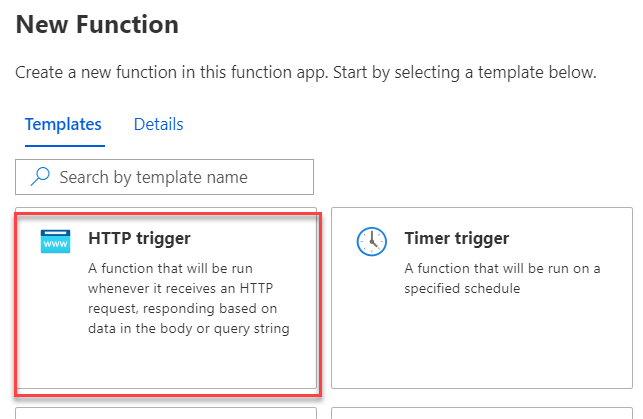 New Function
Create a new function in this function app. Start by selecting a template below.
Templates
Details
Search by template name
www
HTTP trigger
A function that will be run
whenever it receives an HTTP
request, responding based on
data in the body or query string
Timer trigger
A function that will be run on a
specified schedule